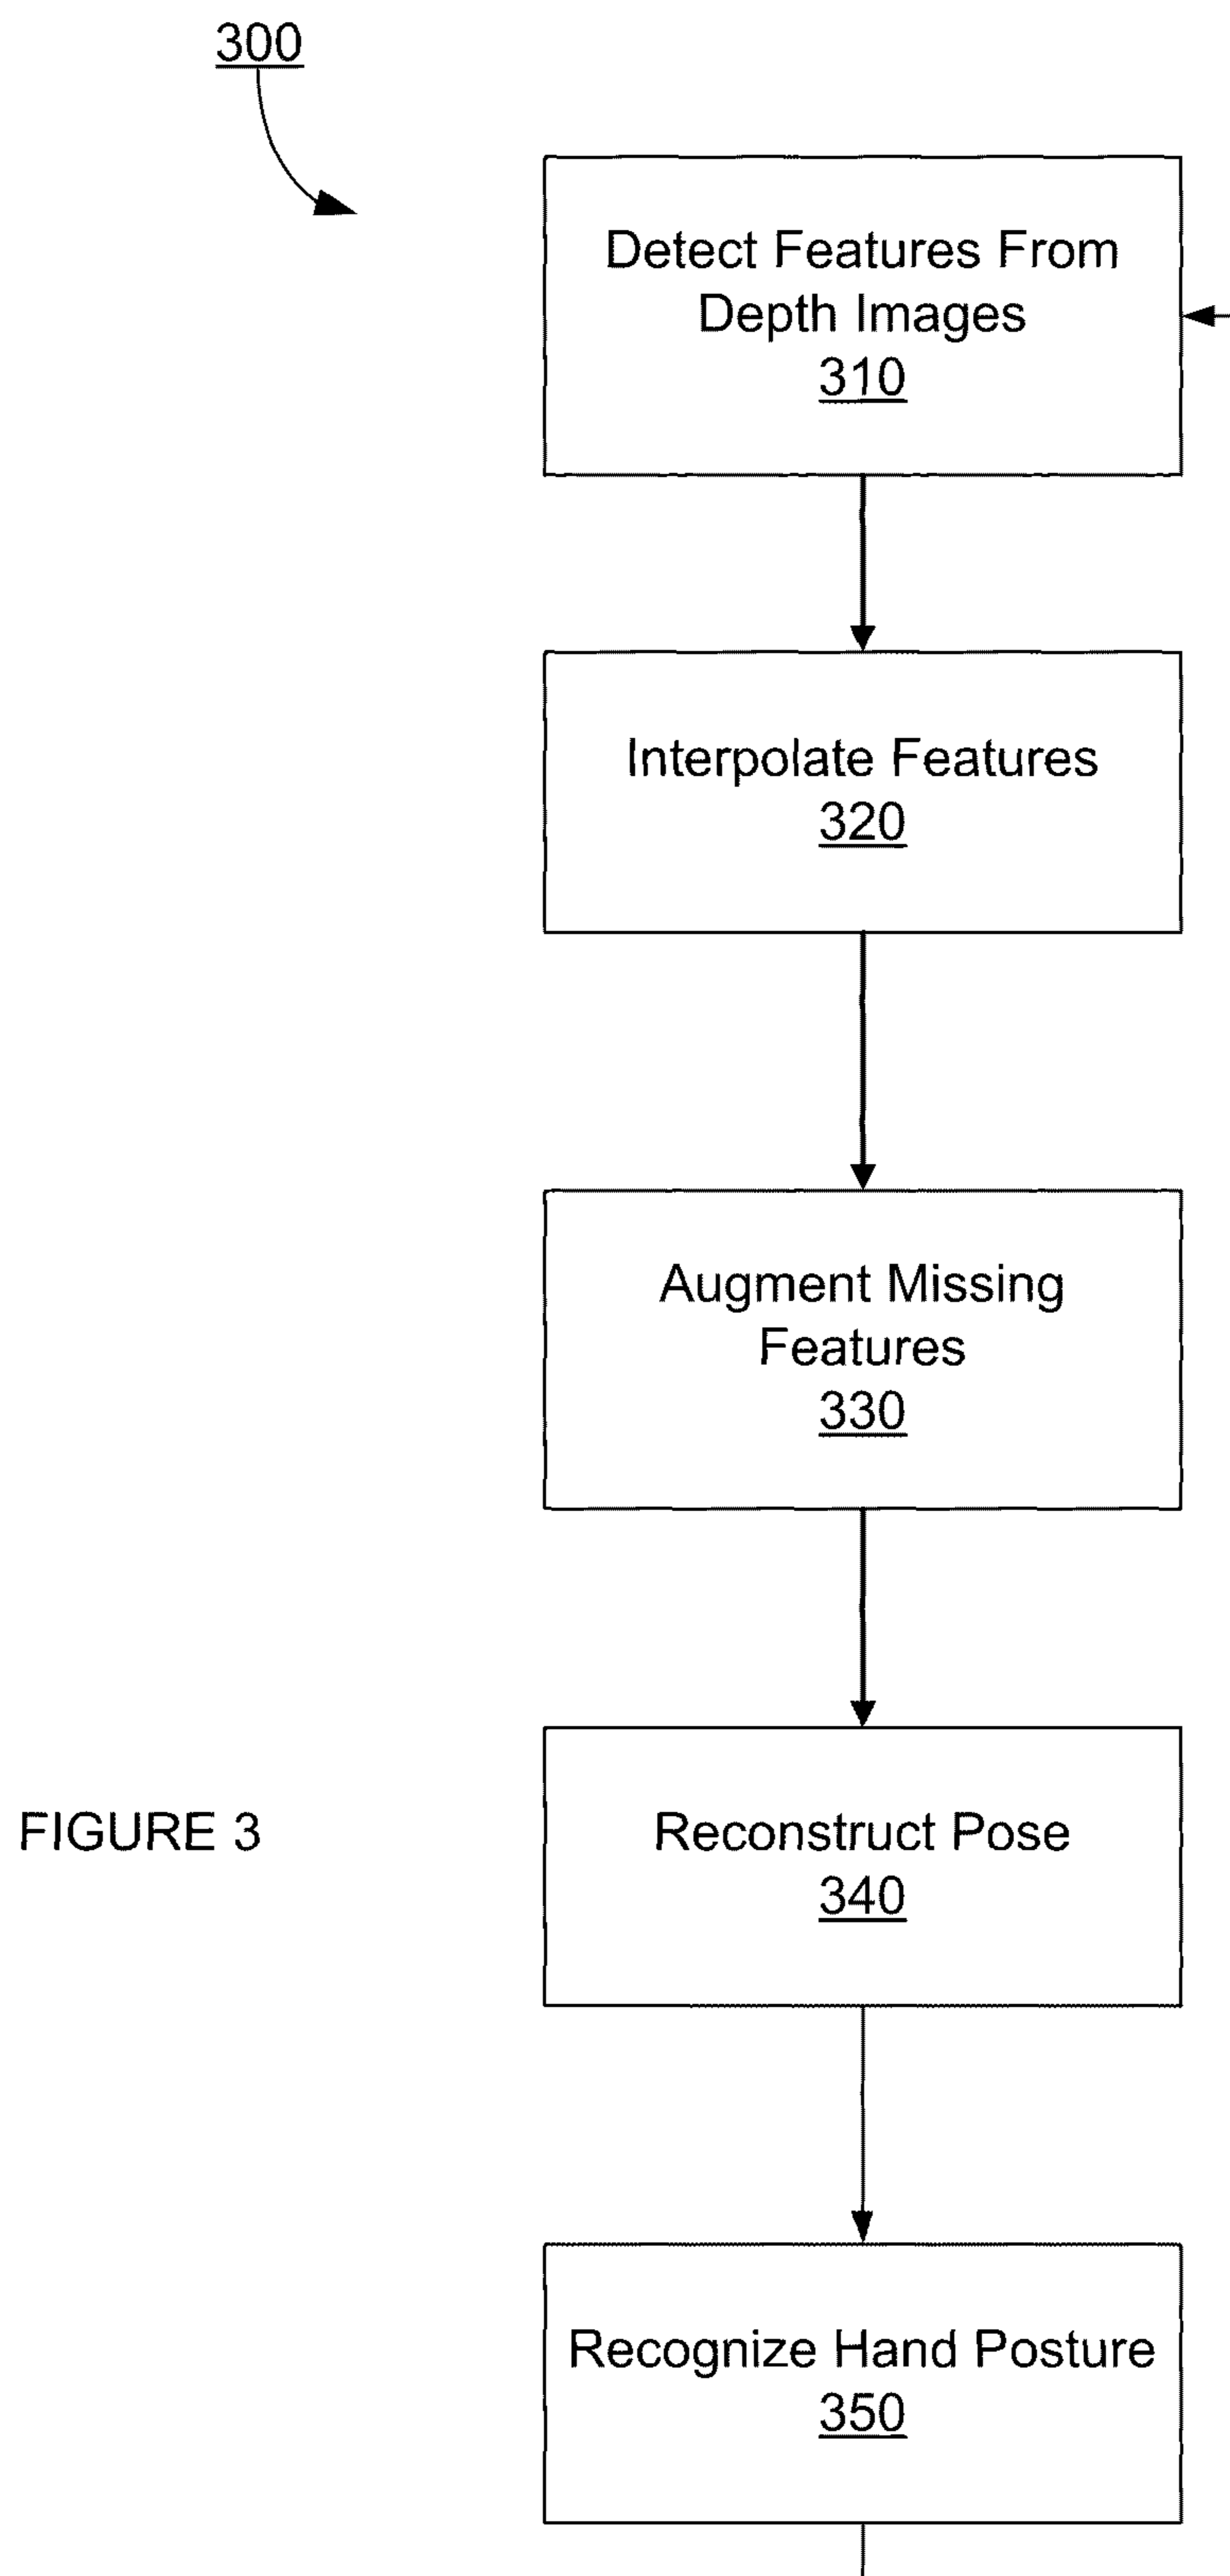 300
Detect Features From
Depth Images
310
Interpolate Features
320
Augment Missing
Features
330
FIGURE 3
Reconstruct Pose
340
Recognize Hand Posture
350